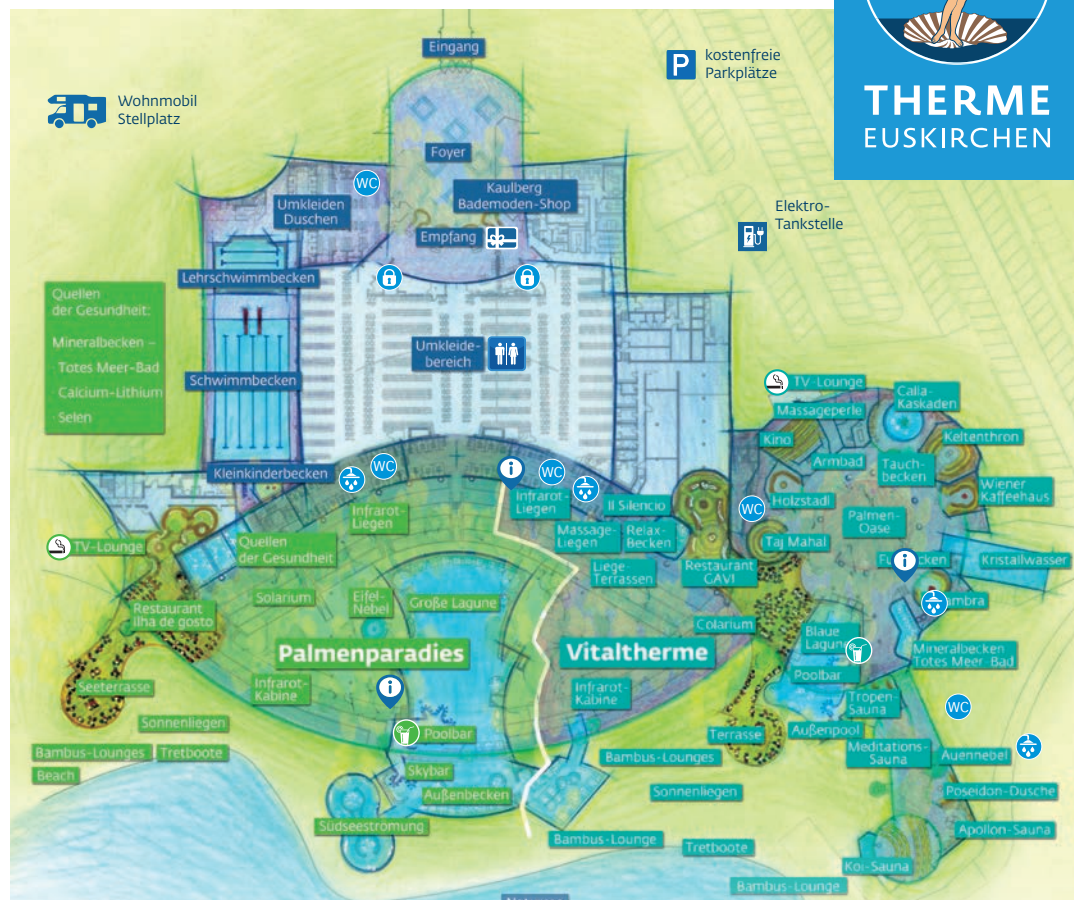 THERME
EUSKIRCHEN
Eingang
P
kostenfreie
Parkplätze
Wohnmobil
Stellplatz
Foyer
WC
Kaulberg
Bademoden-Shop
Umkleiden
Duschen
Empfang
Elektro-
Tankstelle
Lehrschwimmbecken
Quellen
der Gesundheit:
Mineralbecken –
· Totes Meer-Bad
· Calcium-Lithium
· Selen
Umkleide-
bereich
Schwimmbecken
TV-Lounge
Massageperle
Calla-
Kaskaden
Kino
Keltenthron
Armbad
Tauch-
becken
Kleinkinderbecken
WC
i
WC
Infrarot-
Liegen
Il Silencio
Holzstadl
Wiener
Kaffeehaus
WC
Infrarot-
Liegen
Massage-
Liegen
Relax-
Becken
Palmen-
Oase
Taj Mahal
TV-Lounge
Quellen
der Gesundheit
Liege-
Terrassen
Restaurant
GAVI
i
Kristallwasser
Solarium
Eifel-
Nebel
Große Lagune
Restaurant
ilha de gosto
Colarium
Blaue
Lagune
Mineralbecken
Totes Meer-Bad
Palmenparadies
Vitaltherme
Poolbar
Seeterrasse
Infrarot-
Kabine
i
Infrarot-
Kabine
Tropen-
Sauna
WC
Sonnenliegen
Poolbar
Terrasse
Außenpool
Bambus-Lounges
Tretboote
Bambus-Lounges
Meditations-
Sauna
Auennebel
Beach
Skybar
Außenbecken
Sonnenliegen
Poseidon-Dusche
Südseeströmung
Apollon-Sauna
Bambus-Lounge
Tretboote
Koi-Sauna
Bambus-Lounge